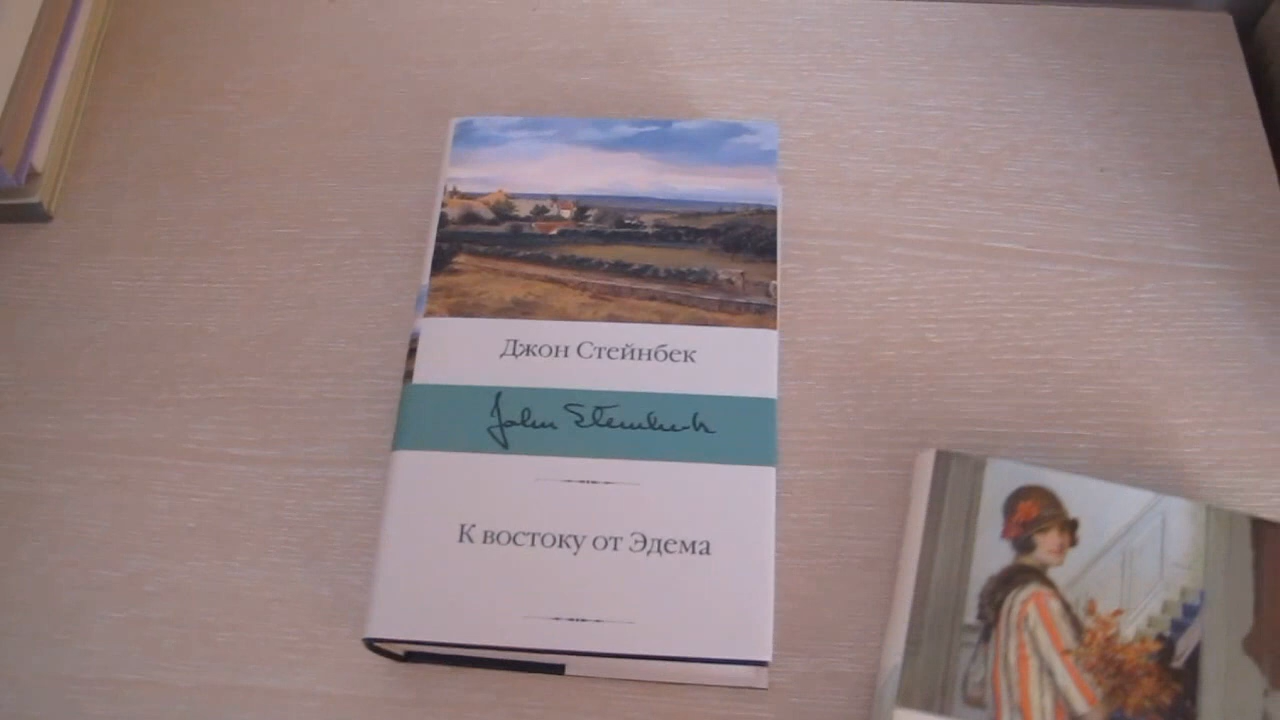 Джон Стейнбек
John Steinbeck
К востоку от Эдема